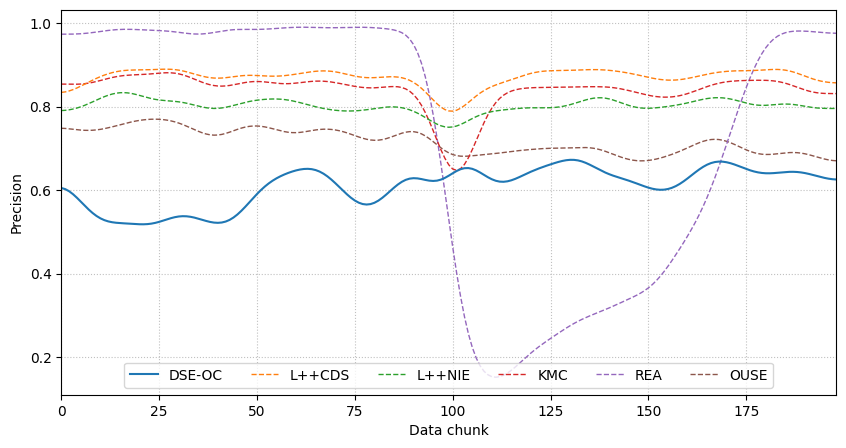 1.0
0.8
0.6
0.4
0.2
Precision
DSE-OC L++CDS L++NIE KMC REA OUSE
0 25 50 75 100 125 150 175
Data chunk